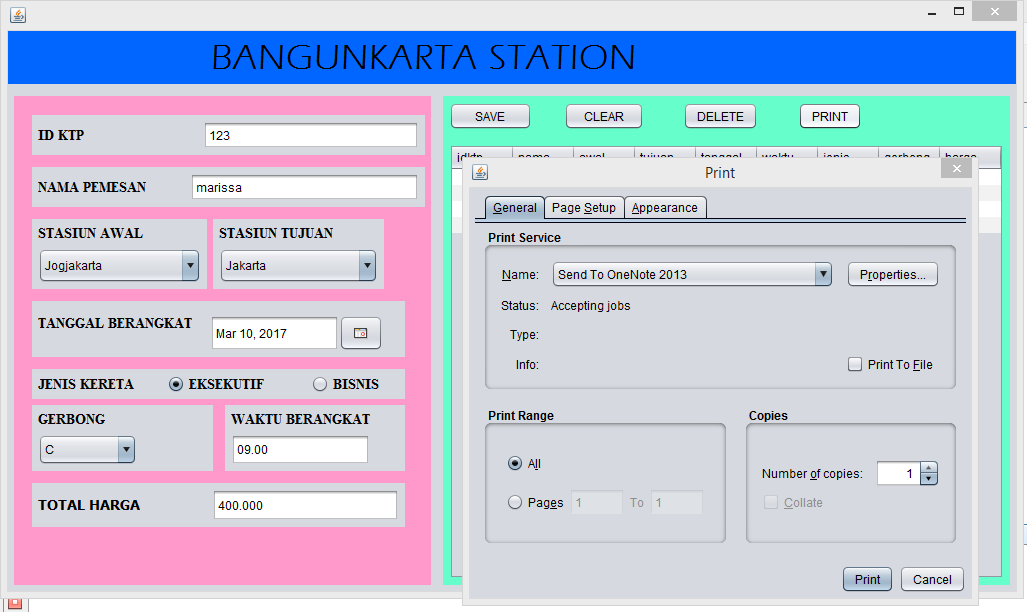 BANGUNKARTA STATION
ID KTP 123
NAMA PEMESAN marissa
STASIUN AWAL STASIUN TUJUAN
Jogjakarta Jakarta
TANGGAL BERANGKAT Mar 10, 2017
JENIS KERETA EKSEKUTIF BISNIS
GERBONG WAKTU BERANGKAT
C 09.00
TOTAL HARGA 400.000
SAVE CLEAR DELETE PRINT
idktp nama awal tujuan tanggal waktu jenis gerbong harga
Print
General Page Setup Appearance
Print Service
Name: Send To OneNote 2013 Properties...
Status: Accepting jobs
Type:
Info: Print To File
Print Range Copies
All
Number of copies: 1
Pages 1 To 1
Collate
Print Cancel